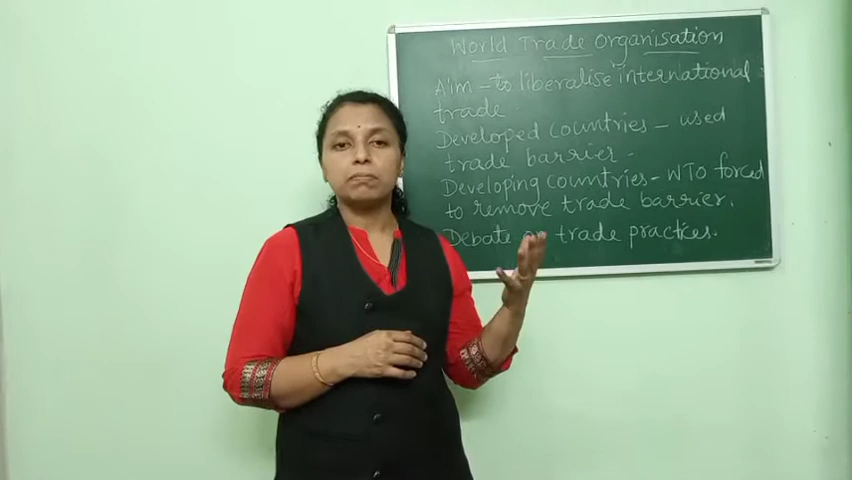 World Trade Organisation
Aim - to liberalise international
trade.
Developed countries - used
trade barrier.
Developing countries - WTO forced
to remove trade barrier.
Debate on trade practices.